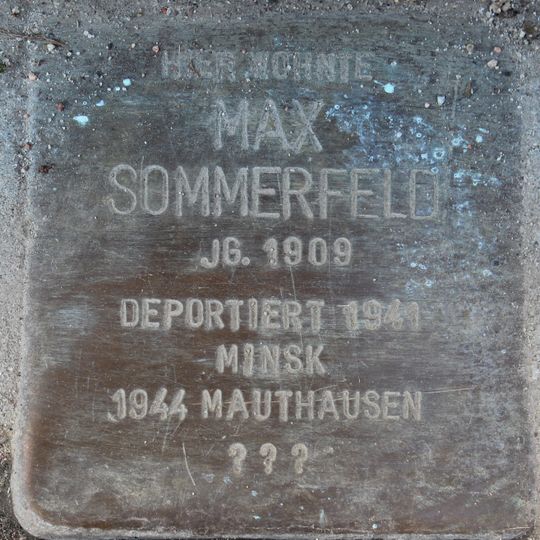 HIER WOHNTE
MAX
SOMMERFELD
JG. 1909
DEPORTIERT 1941
MINSK
1944 MAUTHAUSEN
???